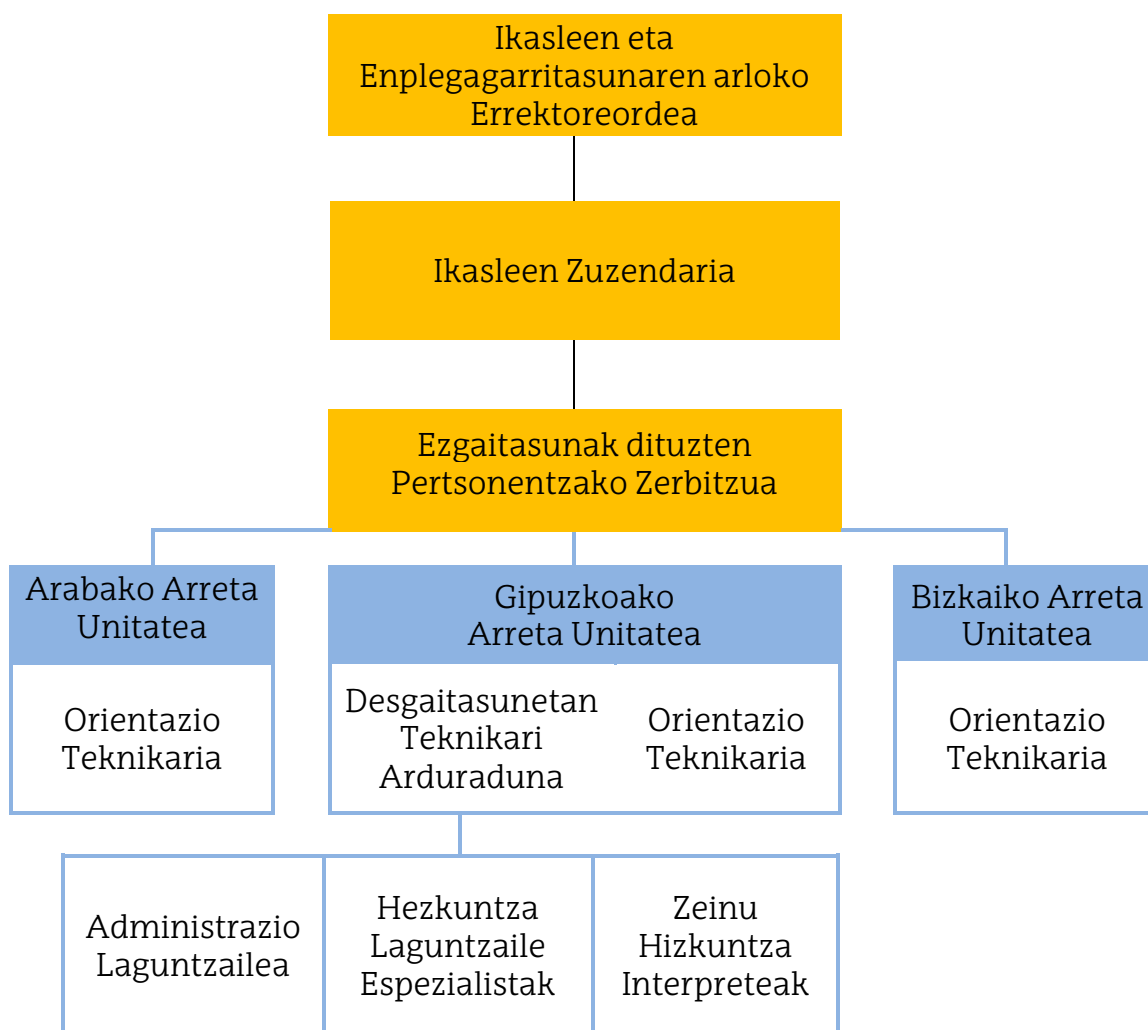 Ikasleen eta
Enplegagarritasunaren arloko
Errektoreordea
Ikasleen Zuzendaria
Ezgaitasunak dituzten
Pertsonentzako Zerbitzua
Arabako Arreta
Unitatea
Orientazio
Teknikaria
Gipuzkoako
Arreta Unitatea
Desgaitasunetan
Teknikari
Arduraduna
Orientazio
Teknikaria
Bizkaiko Arreta
Unitatea
Orientazio
Teknikaria
Administrazio
Laguntzailea
Hezkuntza
Laguntzaile
Espezialistak
Zeinu
Hizkuntza
Interpreteak